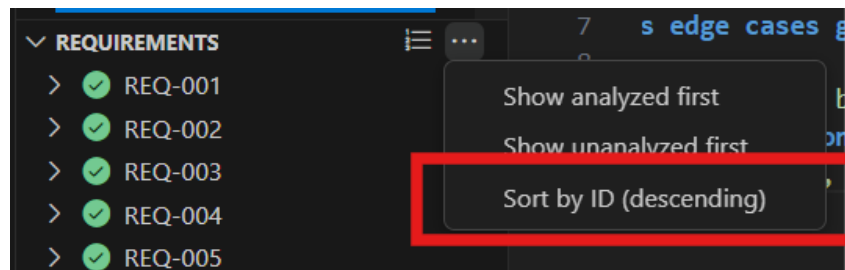 REQUIREMENTS
REQ-001
REQ-002
REQ-003
REQ-004
REQ-005
7 s edge cases g
8
Show analyzed first
Show unanalyzed first
Sort by ID (descending)